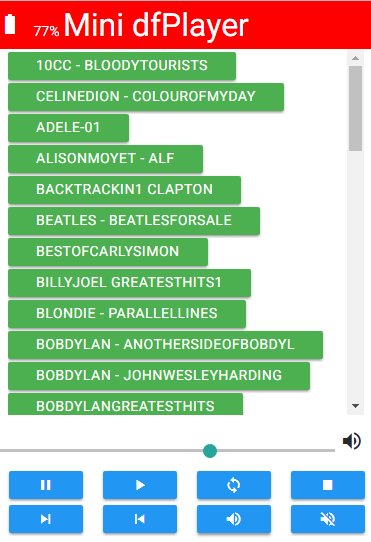 77% Mini dfPlayer
10CC - BLOODYTOURISTS
CELINEDION - COLOUROFMYDAY
ADELE-01
ALISONMOYET - ALF
BACKTRACKIN1 CLAPTON
BEATLES - BEATLESFORSALE
BESTOFCARLYSIMON
BILLYJOEL GREATESTHITS1
BLONDIE - PARALLELLINES
BOBDYLAN - ANOTHERSIDEOFBOBDYL
BOBDYLAN - JOHNWESLEYHARDING
BOBDYLANGREATESTHITS